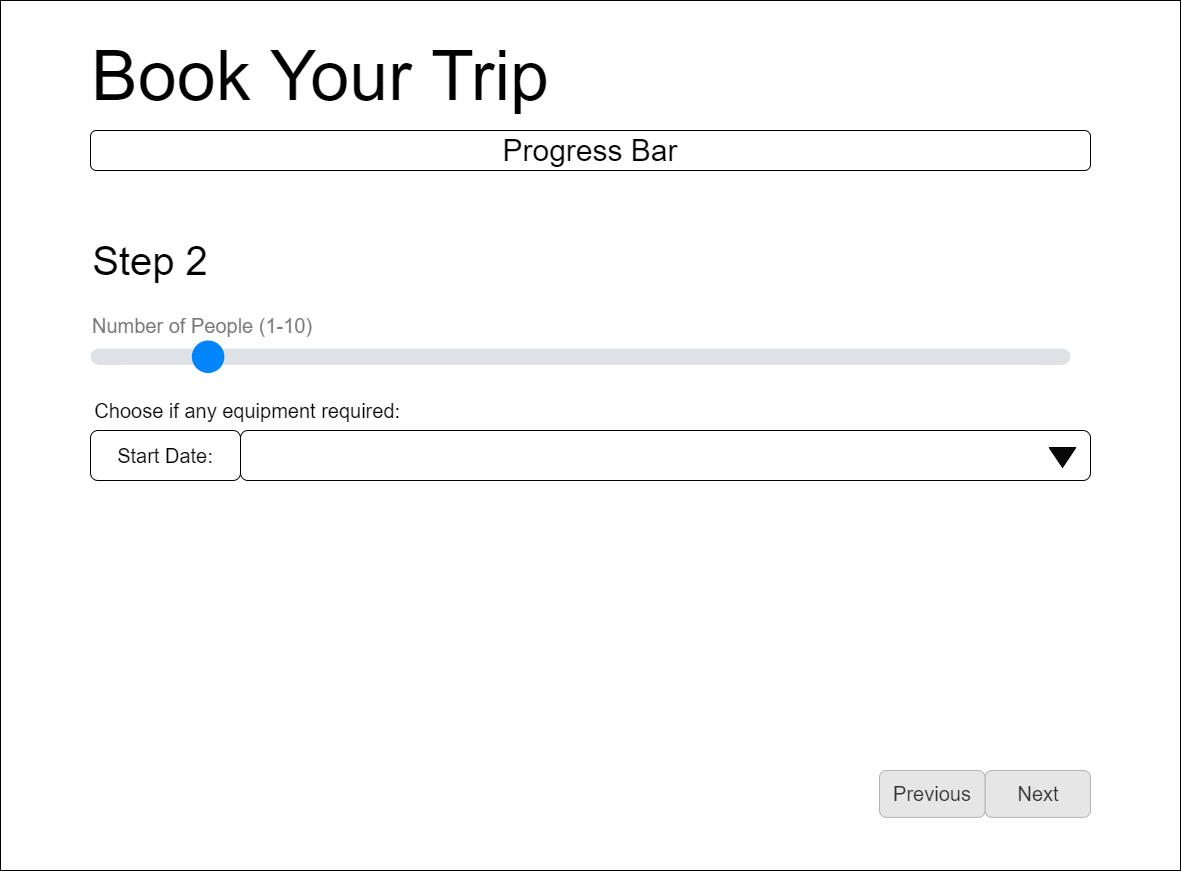 Book Your Trip
Progress Bar
Step 2
Number of People (1-10)
Choose if any equipment required:
Start Date:
Previous Next